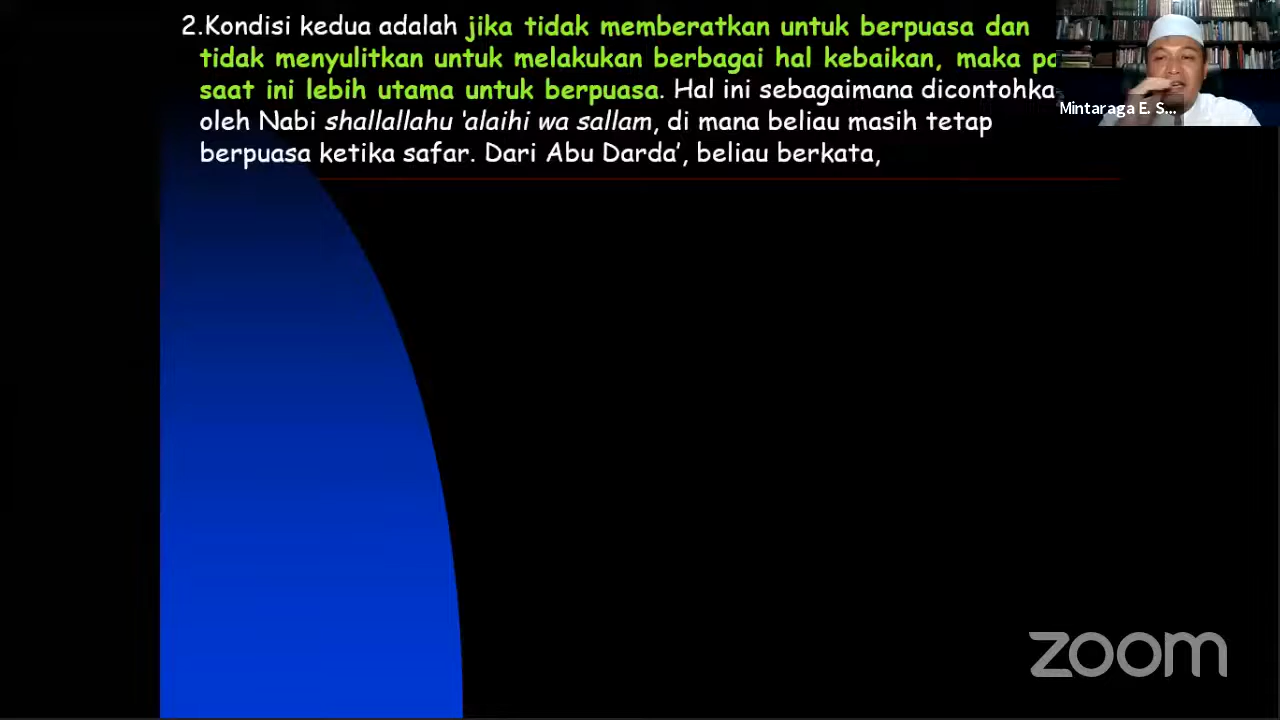 2.Kondisi kedua adalah jika tidak memberatkan untuk berpuasa dan
tidak menyulitkan untuk melakukan berbagai hal kebaikan, maka
saat ini lebih utama untuk berpuasa. Hal ini sebagaimana dicontohka
oleh Nabi shallallahu ‘alaihi wa sallam, di mana beliau masih tetap
berpuasa ketika safar. Dari Abu Darda’, beliau berkata,
Mintaraga E. S...
zoom